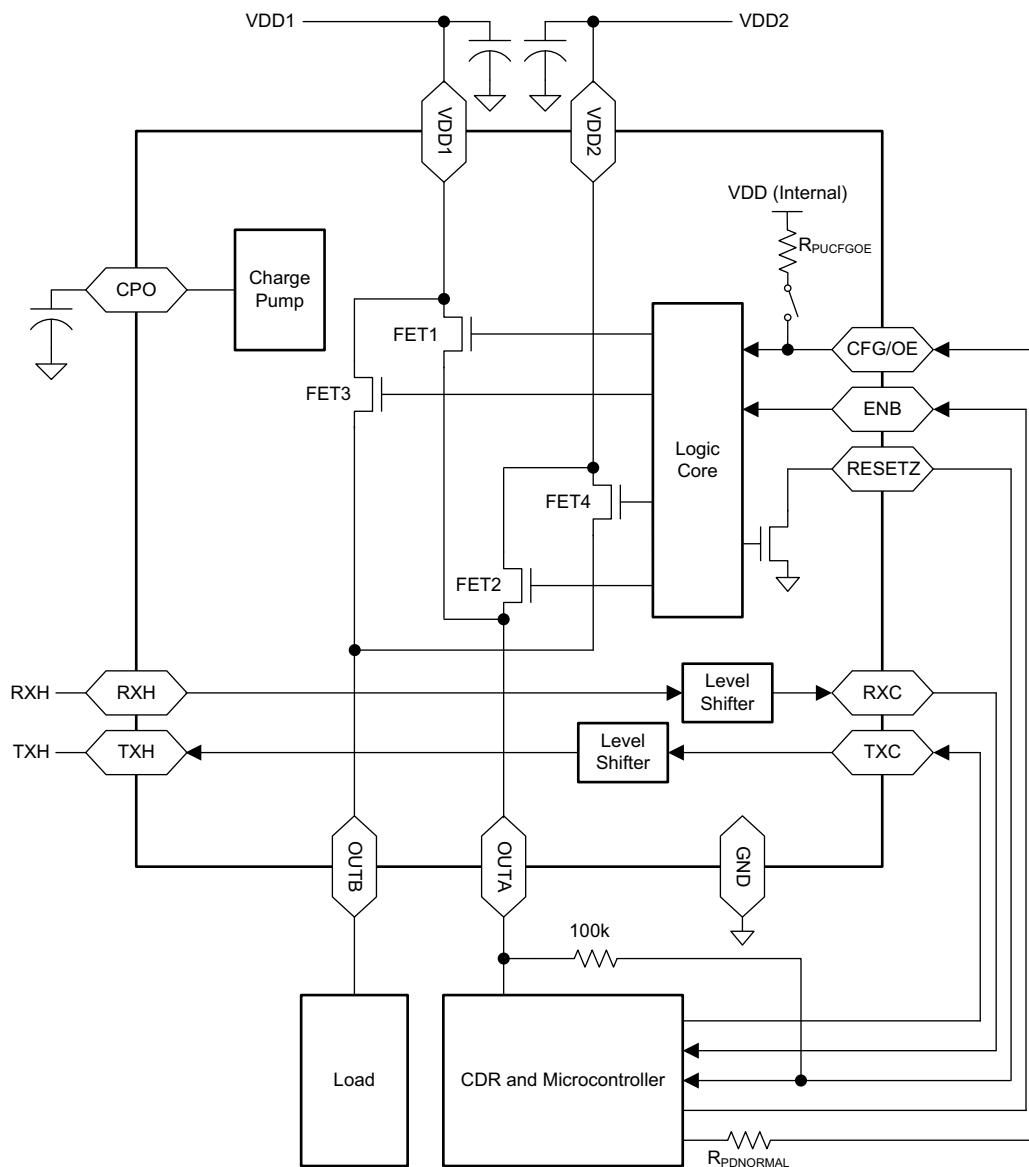 VDD1
VDD2
VDD1
VDD2
VDD (Internal)
RPUCFGOE
CPO
Charge
Pump
FET1
FET3
CFG/OE
ENB
Logic
Core
RESETZ
FET4
FET2
RXH
RXH
Level
Shifter
RXC
TXH
TXH
Level
Shifter
TXC
OUTB
OUTA
GND
100k
Load
CDR and Microcontroller
RPDNORMAL